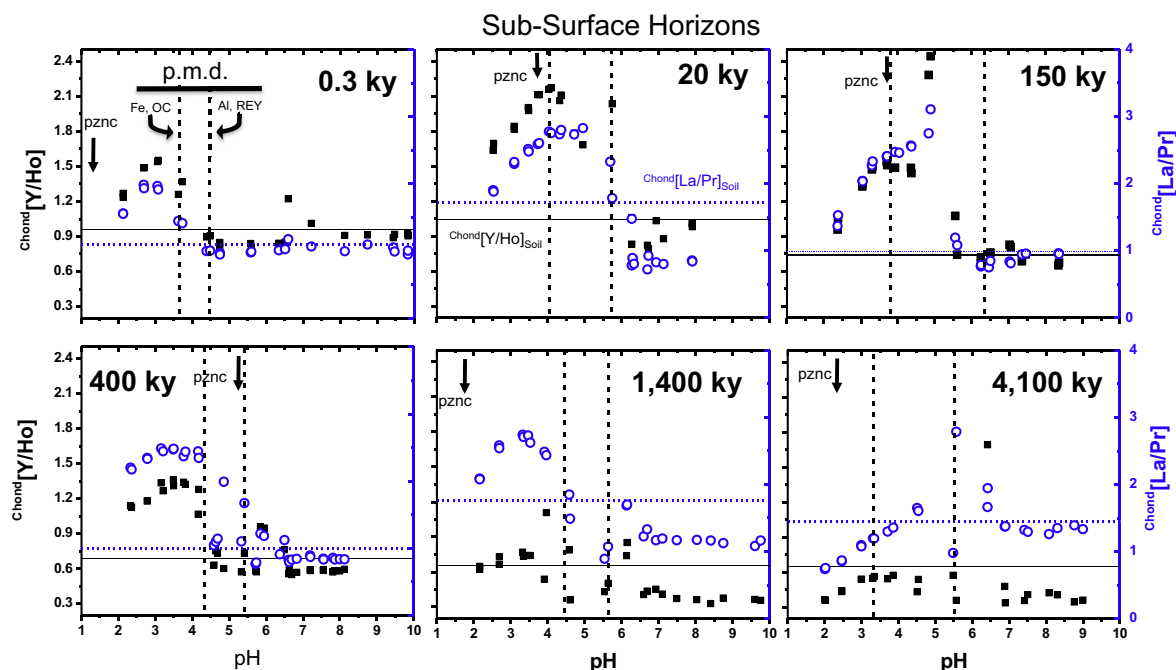 Sub-Surface Horizons
p.m.d.
0.3 ky
Fe, OC
Al, REY
pznc
Chond[Y/Ho]
2.4
2.1
1.8
1.5
1.2
0.9
0.6
0.3
20 ky
pznc
Chond[La/Pr]Soil
Chond[Y/Ho]Soil
150 ky
pznc
4
3
2
1
0
Chond[La/Pr]
400 ky
pznc
Chond[Y/Ho]
2.4
2.1
1.8
1.5
1.2
0.9
0.6
0.3
1 2 3 4 5 6 7 8 9 10
pH
1,400 ky
pznc
1 2 3 4 5 6 7 8 9 10
pH
4,100 ky
pznc
4
3
2
1
0
Chond[La/Pr]
1 2 3 4 5 6 7 8 9 10
pH